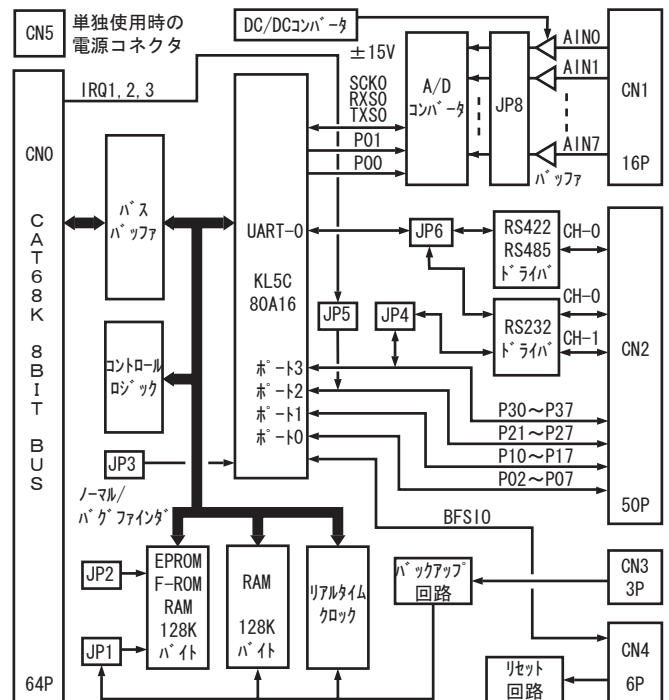 CN5
単独使用時の
電源コネクタ
DC/DCコンバータ
±15V
IRQ1,2,3
CN0
CAT68K 8BIT BUS
64P
バス
バッファ
コントロール
ロジック
JP3
ノーマル/
バグファインダ
UART-0
KL5C
80A16
ポート3
ポート2
ポート1
ポート0
SCK0
RXS0
TXS0
P01
P00
A/D
コンバータ
JP8
AIN0
AIN1
AIN7
バッファ
CN1
16P
JP6
RS422
RS485
ドライバ
CH-0
RS232
ドライバ
CH-0
CH-1
JP5
JP4
CN2
50P
P30～P37
P21～P27
P10～P17
P02～P07
BFSIO
JP2
JP1
EPROM
F-ROM
RAM
128K
バイト
RAM
128K
バイト
リアルタイム
クロック
バックアップ
回路
CN3
3P
リセット
回路
CN4
6P